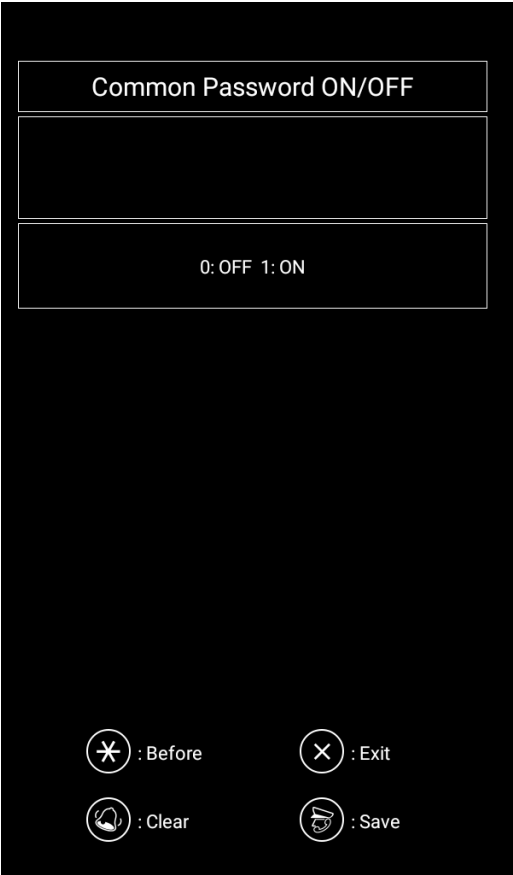 Common Password ON/OFF
0: OFF 1: ON
: Before
: Exit
: Clear
: Save